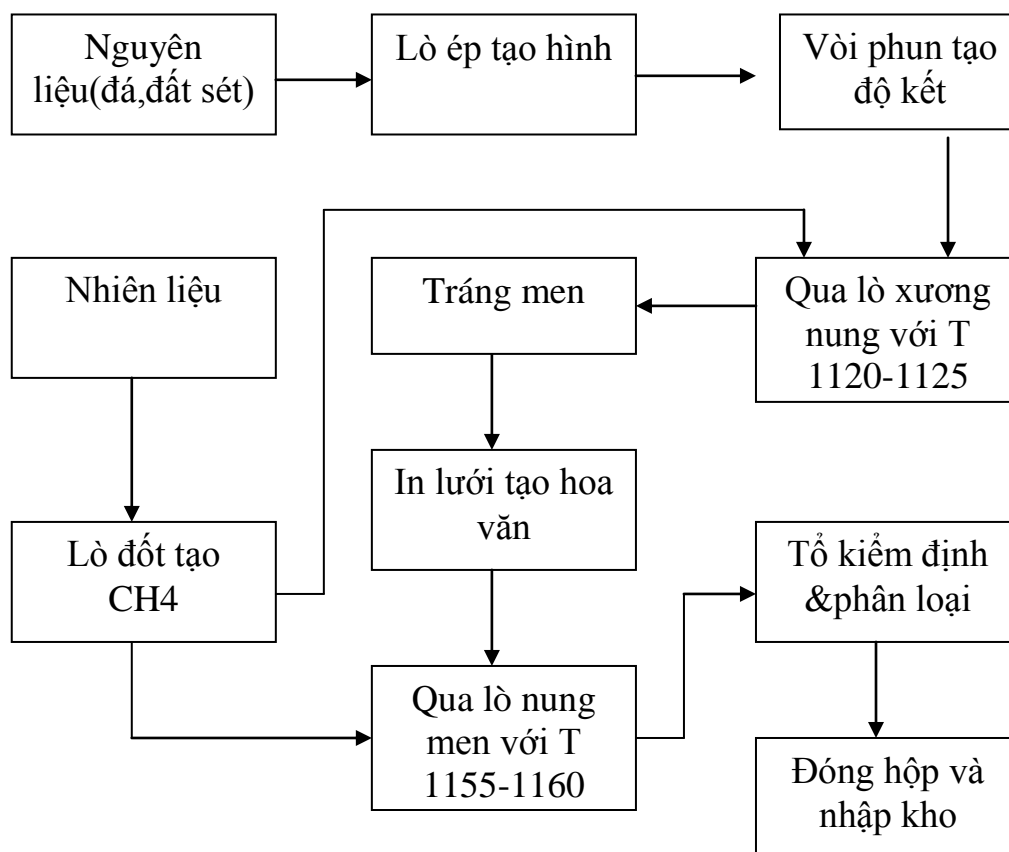 Nguyên
liệu(đá,đất sét)
Lò ép tạo hình
Vòi phun tạo
độ kết
Nhiên liệu
Tráng men
Qua lò xương
nung với T
1120-1125
In lưới tạo hoa
văn
Lò đốt tạo
CH4
Tổ kiểm định
&phân loại
Qua lò nung
men với T
1155-1160
Đóng hộp và
nhập kho